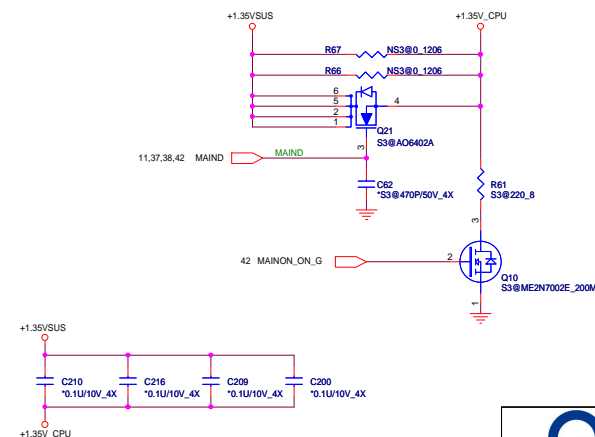 +1.35VSUS +1.35V_CPU
R67 NS3@0_1206
R66 NS3@0_1206
6
5 4
2
1
Q21
S3@AO6402A
3
11,37,38,42 MAIND MAIND
C62
*S3@470P/50V_4X
R61
S3@220_8
3
42 MAINON_ON_G 2
Q10
S3@ME2N7002E_200M
1
+1.35VSUS
C210 C216 C209 C200
*0.1U/10V_4X *0.1U/10V_4X *0.1U/10V_4X *0.1U/10V_4X
+1.35V_CPU